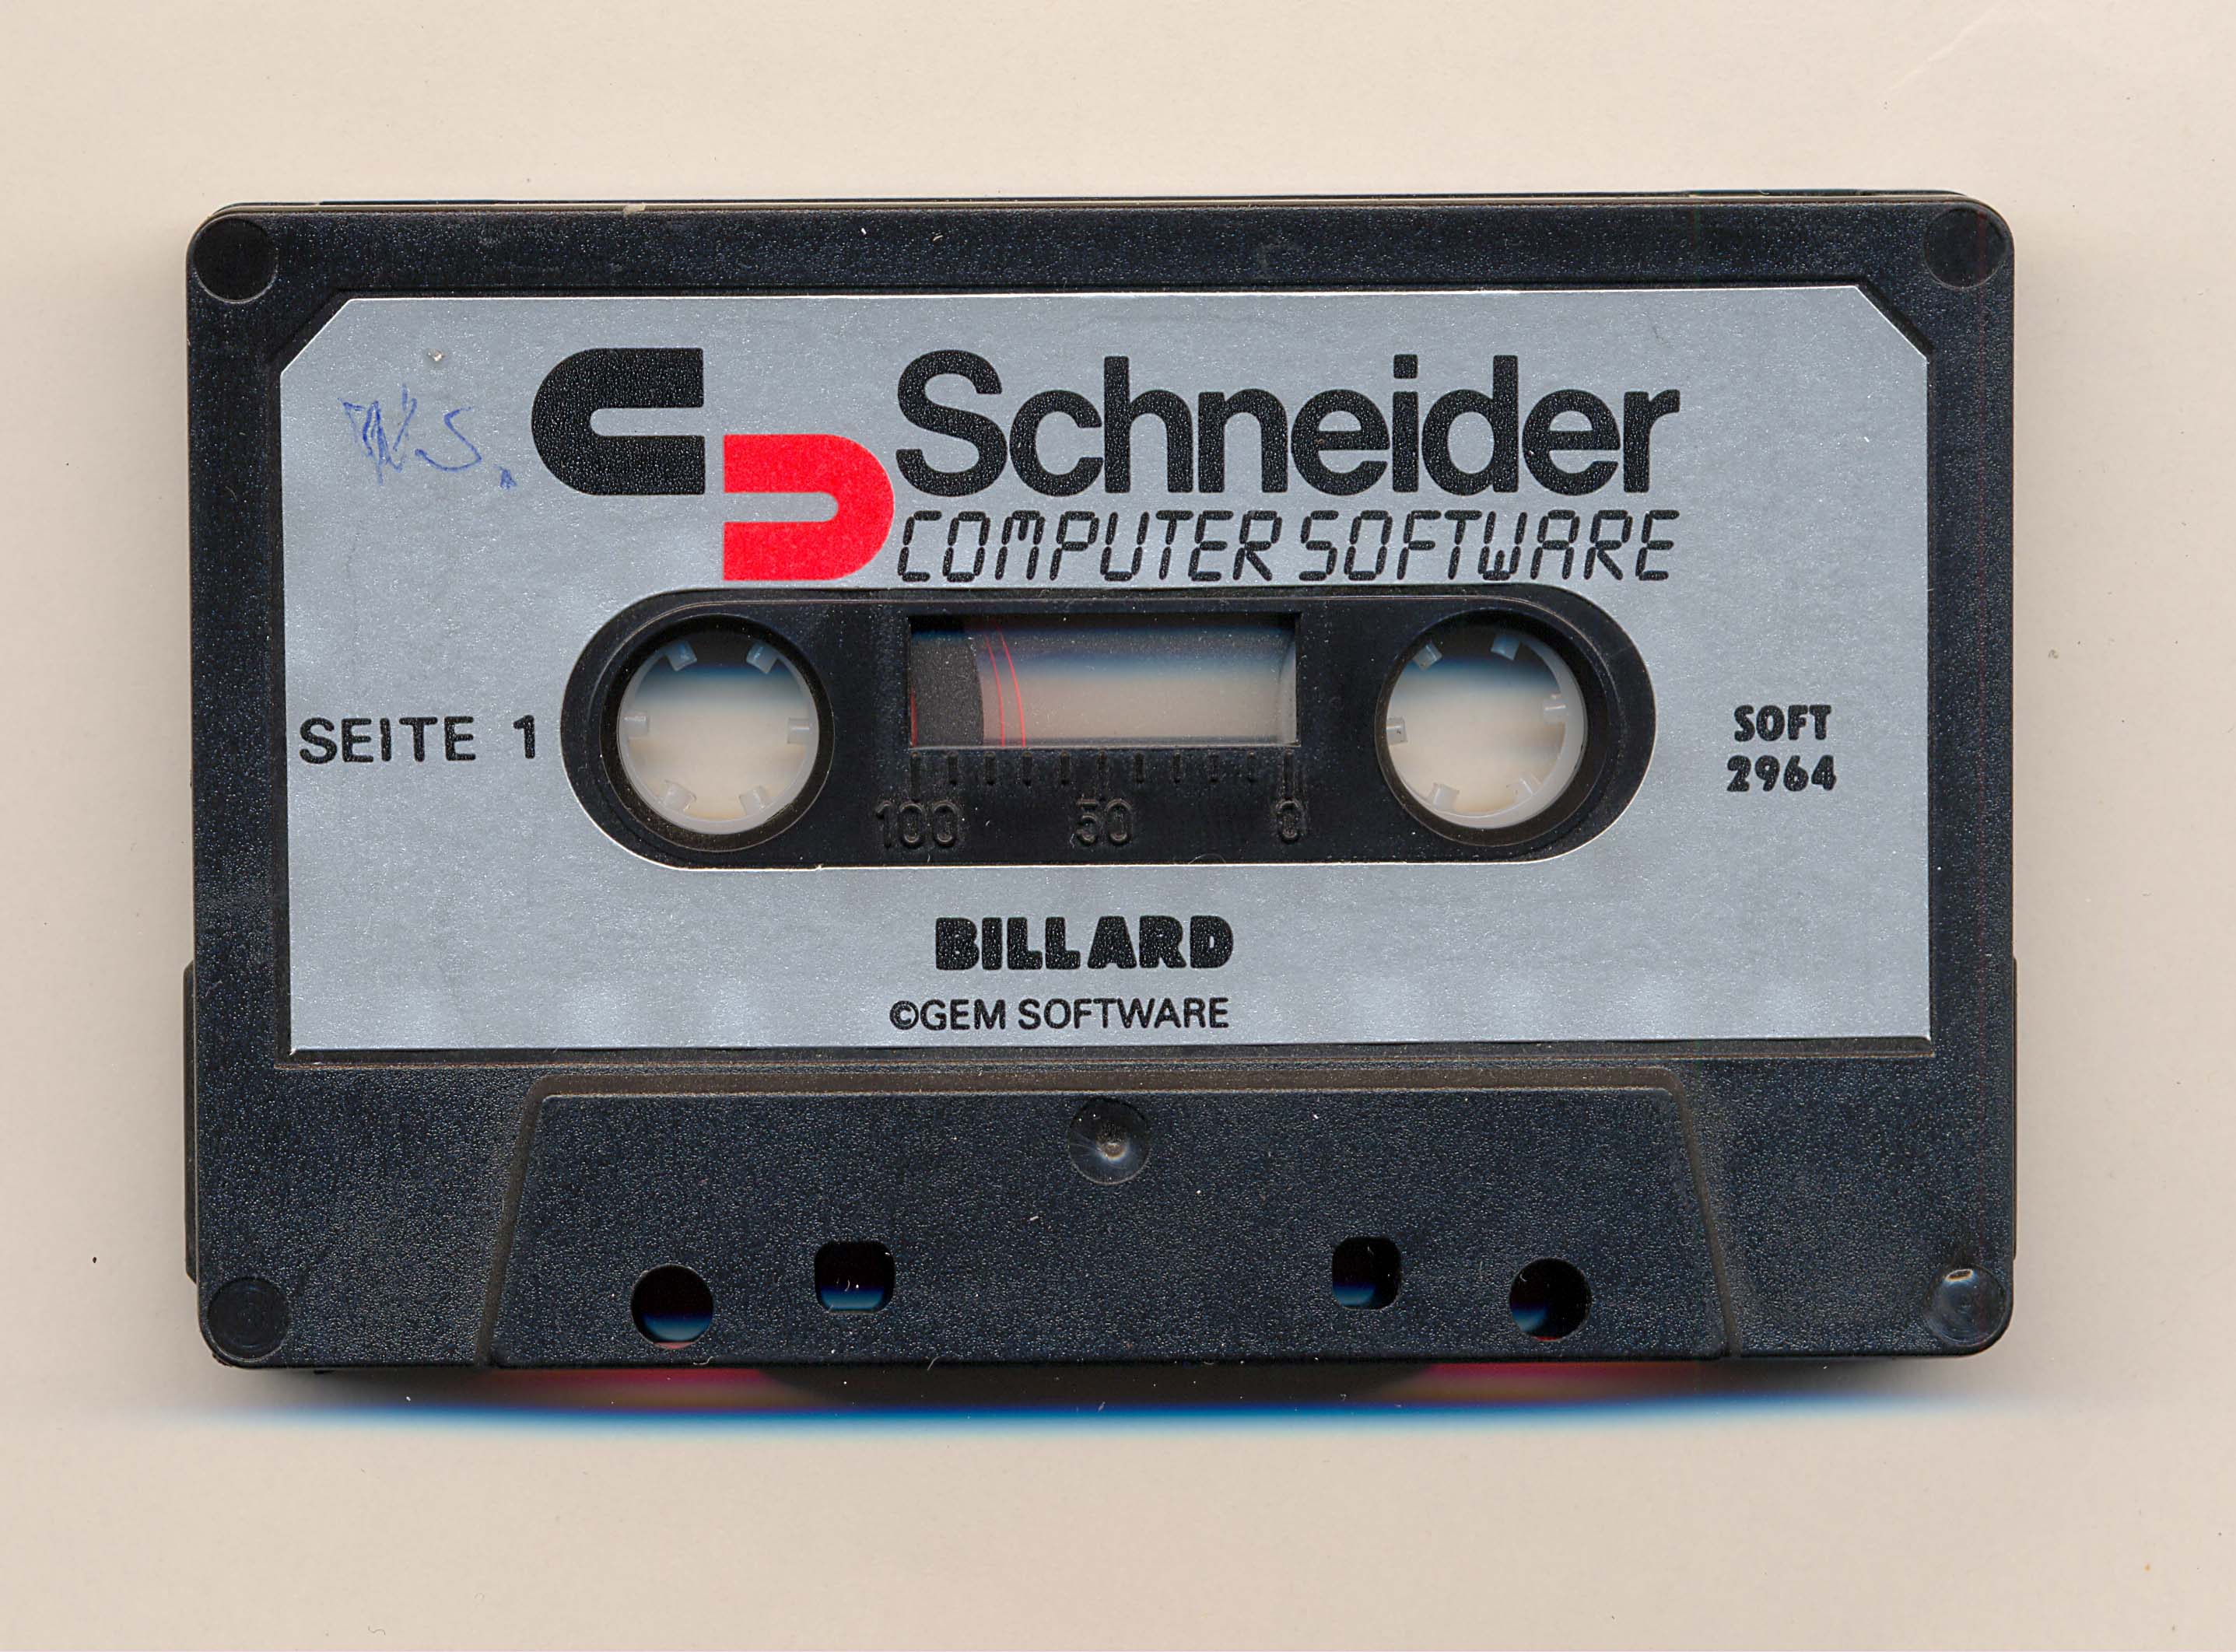 Schneider
COMPUTER SOFTWARE
SEITE 1
SOFT
2964
100 50 0
BILLARD
©GEM SOFTWARE